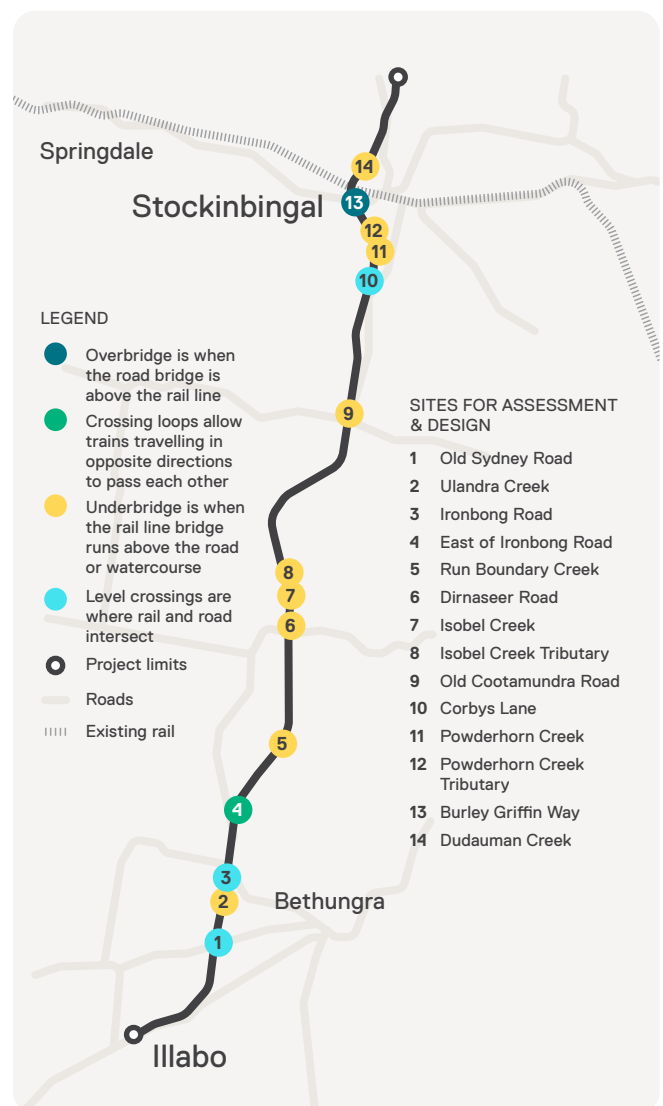 Springdale
14
Stockinbingal
13
12
11
10
LEGEND
Overbridge is when
the road bridge is
above the rail line
Crossing loops allow
trains travelling in
opposite directions
to pass each other
Underbridge is when
the rail line bridge
runs above the road
or watercourse
Level crossings are
where rail and road
intersect
Project limits
Roads
Existing rail
9
SITES FOR ASSESSMENT
& DESIGN
1 Old Sydney Road
2 Ulandra Creek
3 Ironbong Road
4 East of Ironbong Road
5 Run Boundary Creek
6 Dirnaseer Road
7 Isobel Creek
8 Isobel Creek Tributary
9 Old Cootamundra Road
10 Corbys Lane
11 Powderhorn Creek
12 Powderhorn Creek
Tributary
13 Burley Griffin Way
14 Dudauman Creek
8
7
6
5
4
3
2
Bethungra
1
Illabo